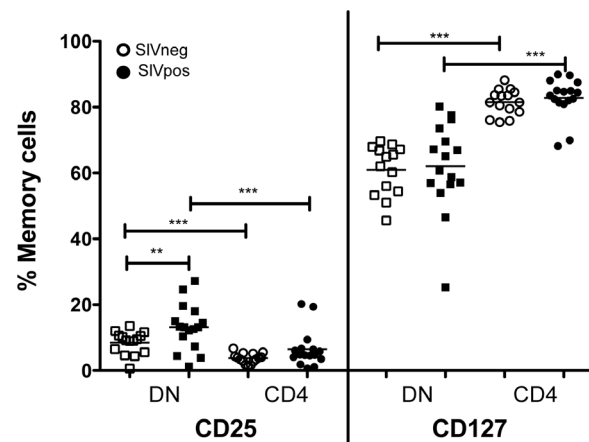 % Memory cells
100
80
60
40
20
0
SIVneg
SIVpos
***
***
***
***
**
DN CD4 DN CD4
CD25 CD127